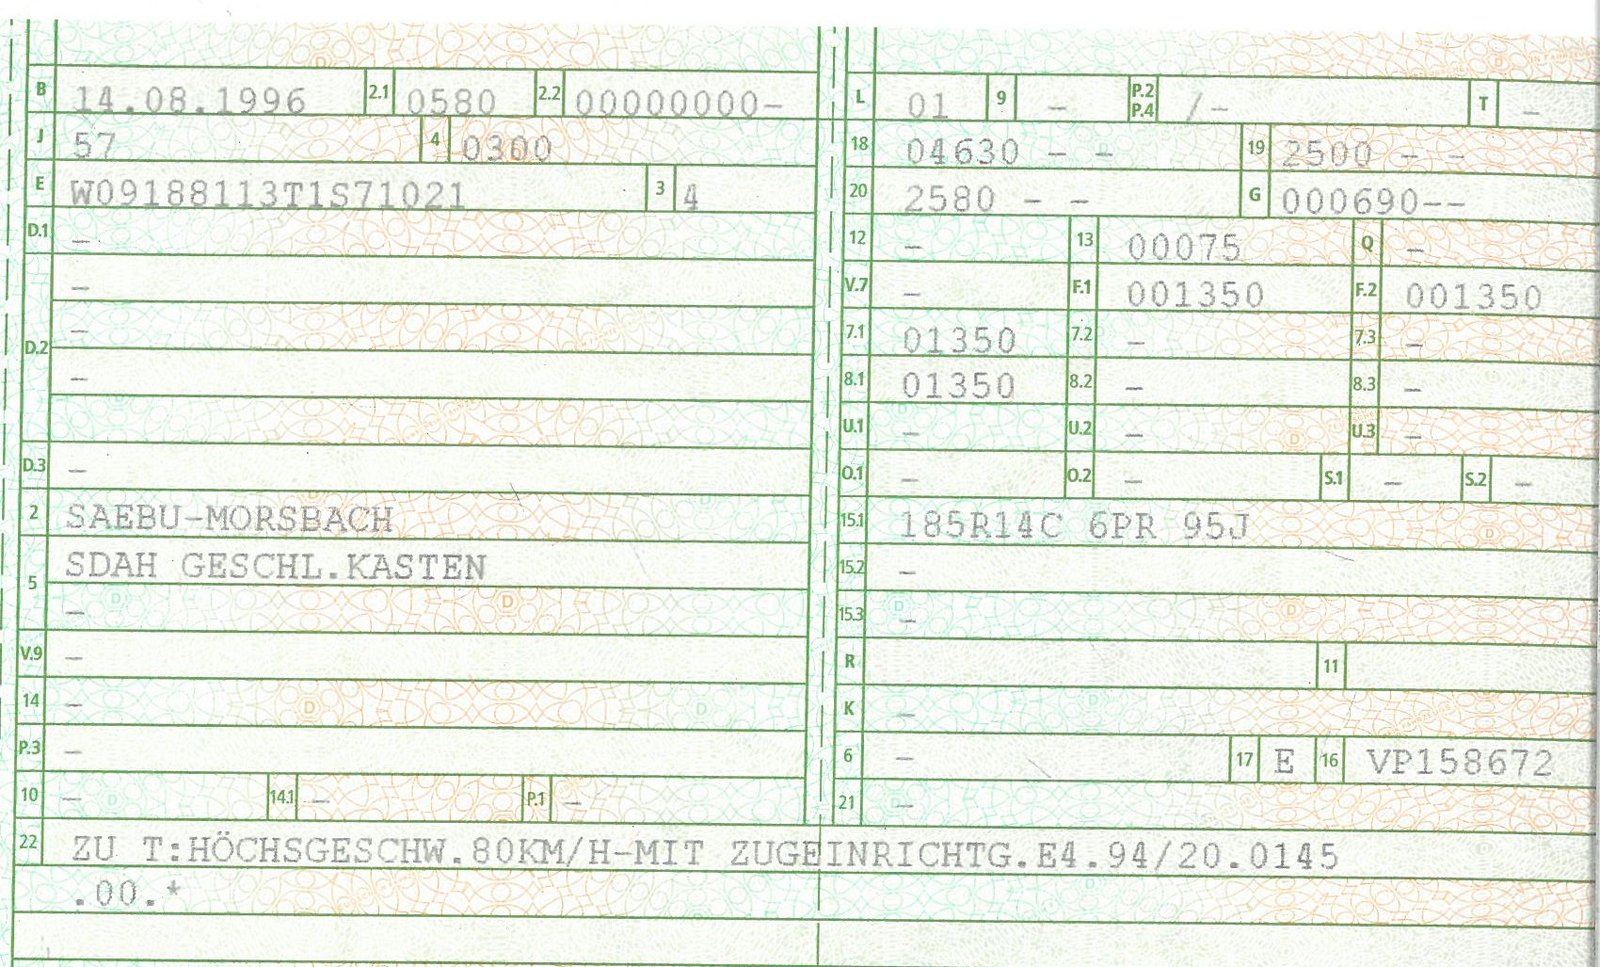 B 14.08.1996 2.1 0580 2.2 00000000-
J 57 4 0300
E W09188113T1S71021 3 4
D.1 -
-
D.2 -
-
D.3 -
2 SAEBU-MORSBACH
5 SDAH GESCHL.KASTEN
-
V.9 -
14 -
P.3 -
10 - 14.1 - P.1 -
L 01 9 - P.2 P.4 /- T -
18 04630 - - 19 2500 - -
20 2580 - - G 000690--
12 - 13 00075 Q -
V.7 - F.1 001350 F.2 001350
7.1 01350 7.2 - 7.3 -
8.1 01350 8.2 - 8.3 -
U.1 - U.2 - U.3 -
O.1 - O.2 - S.1 - S.2 -
15.1 185R14C 6PR 95J
15.2 -
15.3 -
R 11
K -
6 - 17 E 16 VP158672
21 -
22 ZU T:HÖCHSGESCHW.80KM/H-MIT ZUGEINRICHTG.E4.94/20.0145
.00.*